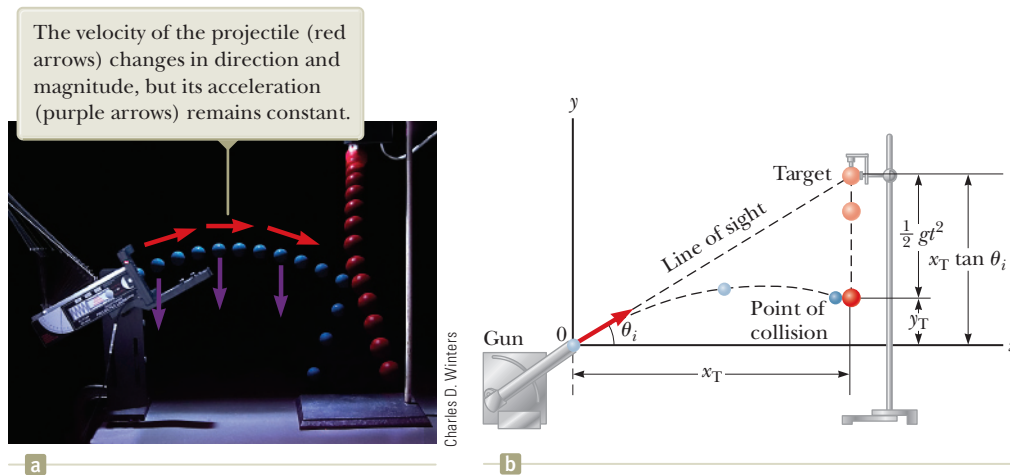 The velocity of the projectile (red
arrows) changes in direction and
magnitude, but its acceleration
(purple arrows) remains constant.
Charles D. Winters
a
y
Target
Line of sight
1/2 gt²
x_T tan θ_i
Point of
collision
y_T
Gun
0
θ_i
x_T
b